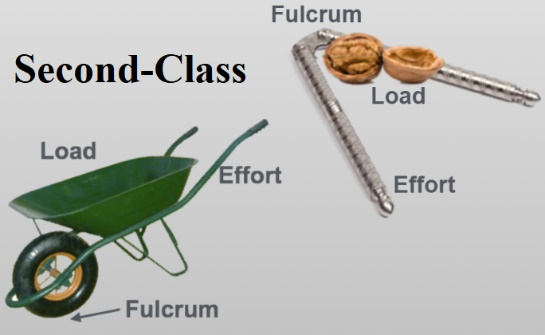 Fulcrum
Second-Class
Load
Effort
Load
Effort
Fulcrum